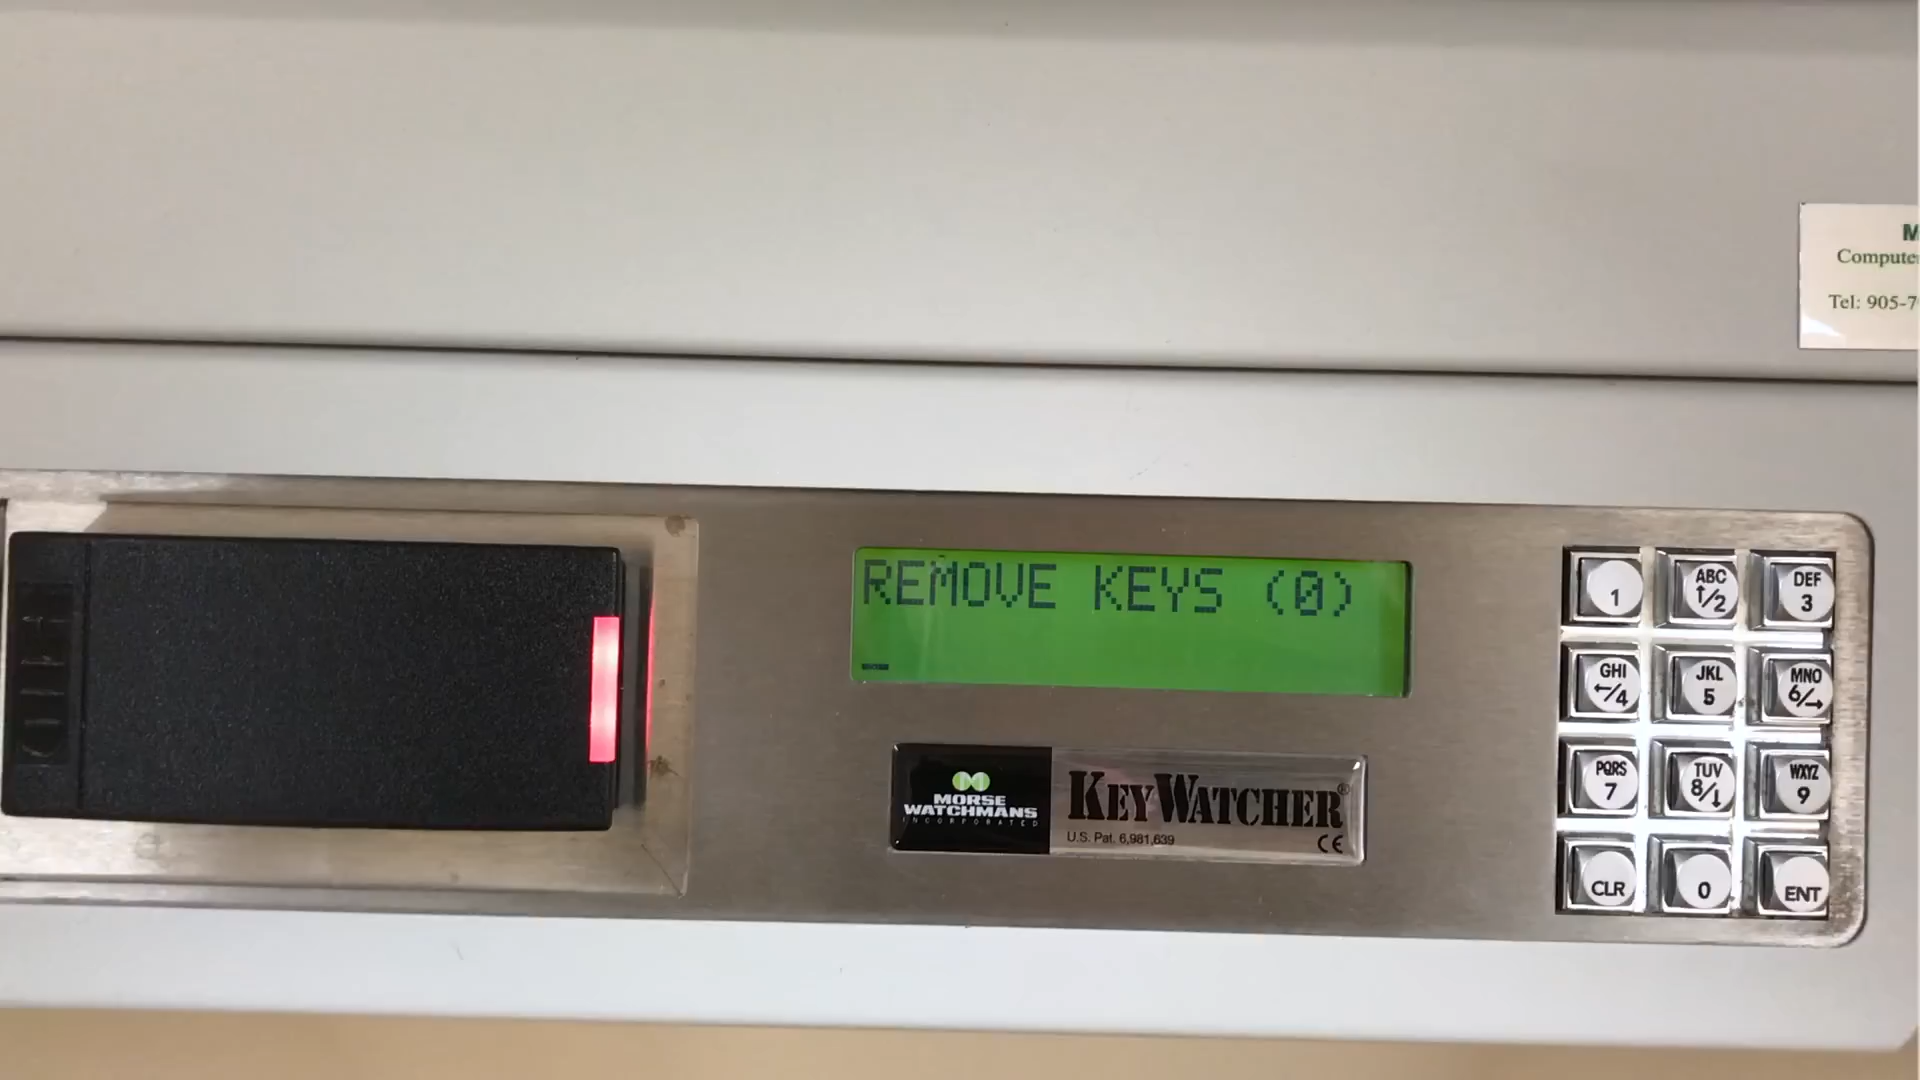 M
Compute
Tel: 905-7
REMOVE KEYS (0)
MORSE
WATCHMANS
INCORPORATED
KEYWATCHER®
U.S. Pat. 6,981,639
CE
1
ABC
↑/2
DEF
3
GHI
←/4
JKL
5
MNO
6/→
PQRS
7
TUV
8/↓
WXYZ
9
CLR
0
ENT